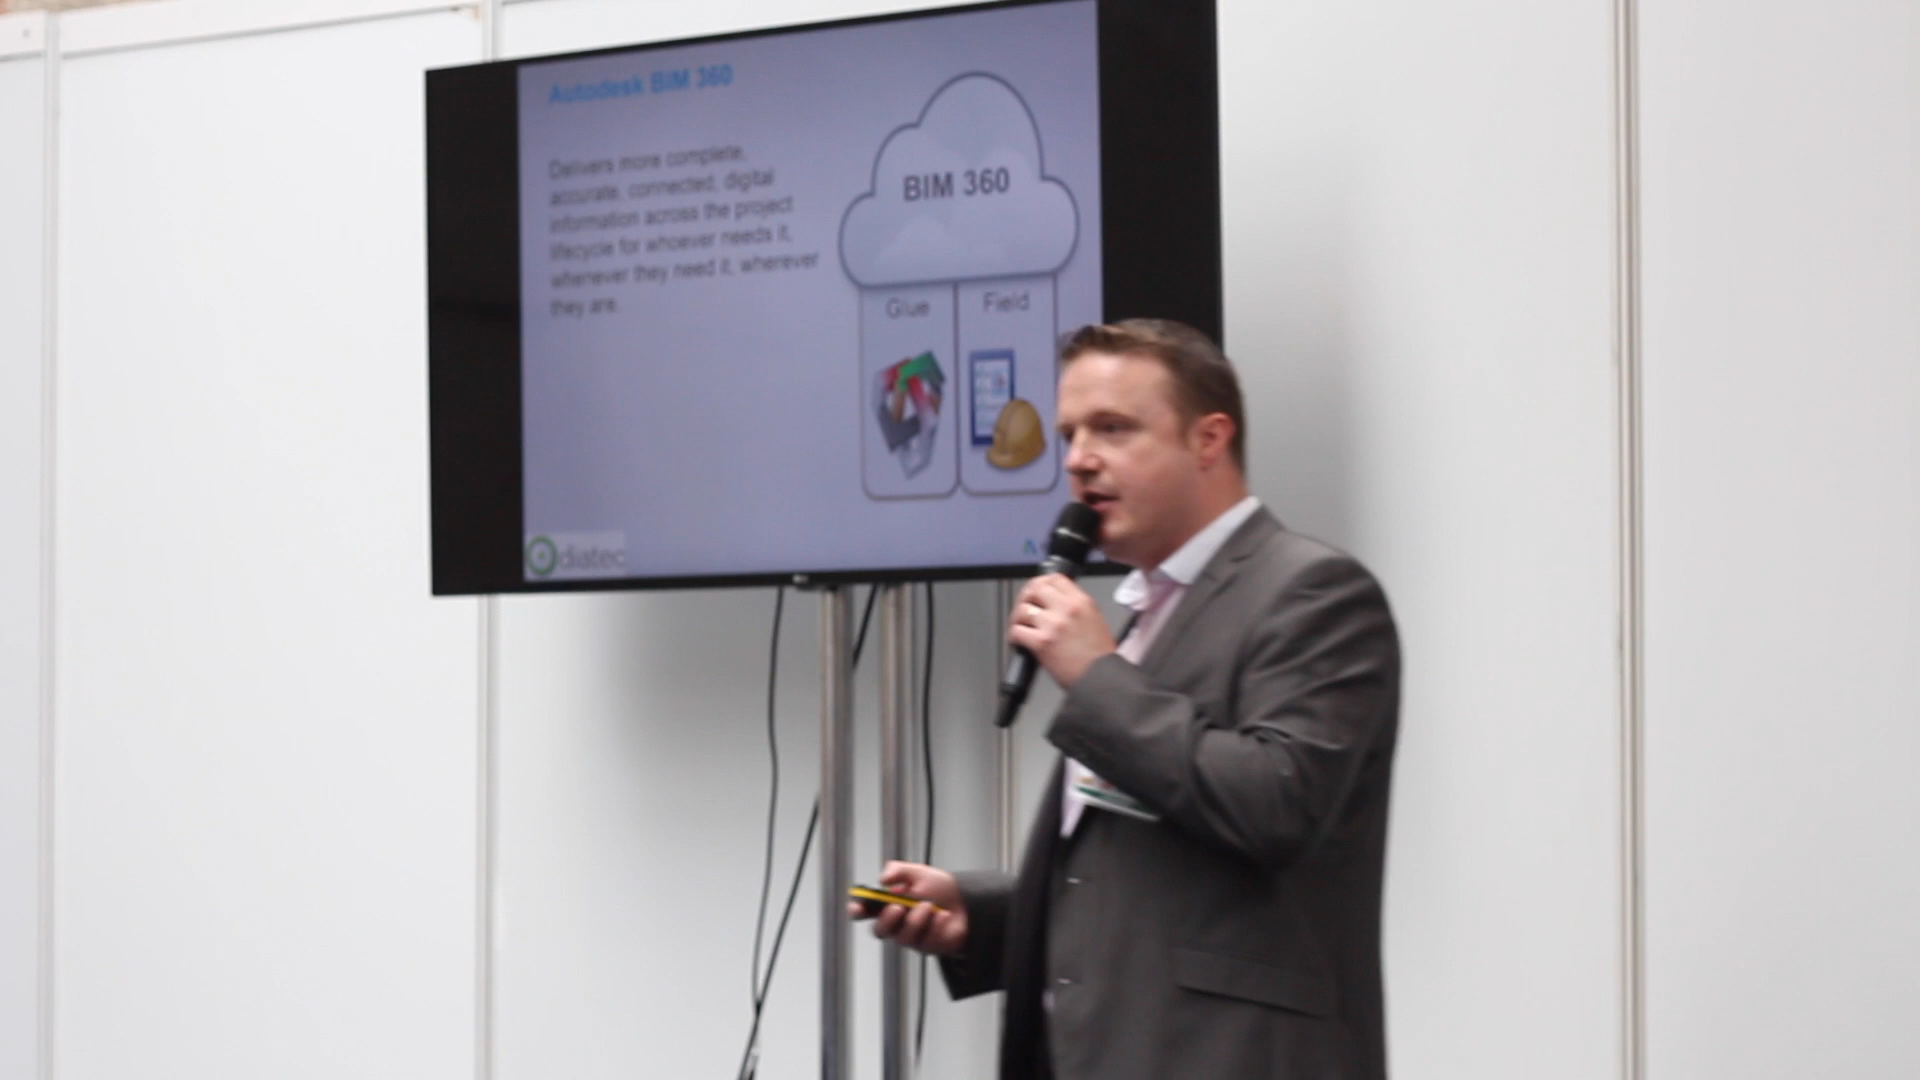 Autodesk BIM 360
Delivers more complete,
accurate, connected, digital
information across the project
lifecycle for whoever needs it,
whenever they need it, wherever
they are.
BIM 360
Glue
Field
diatec